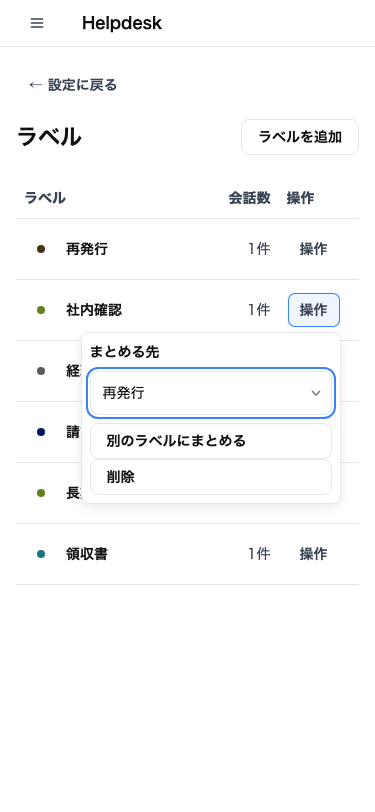 Helpdesk
← 設定に戻る
ラベル
ラベルを追加
ラベル 会話数 操作
再発行 1件 操作
社内確認 1件 操作
まとめる先
経
再発行
請
別のラベルにまとめる
削除
長
領収書 1件 操作